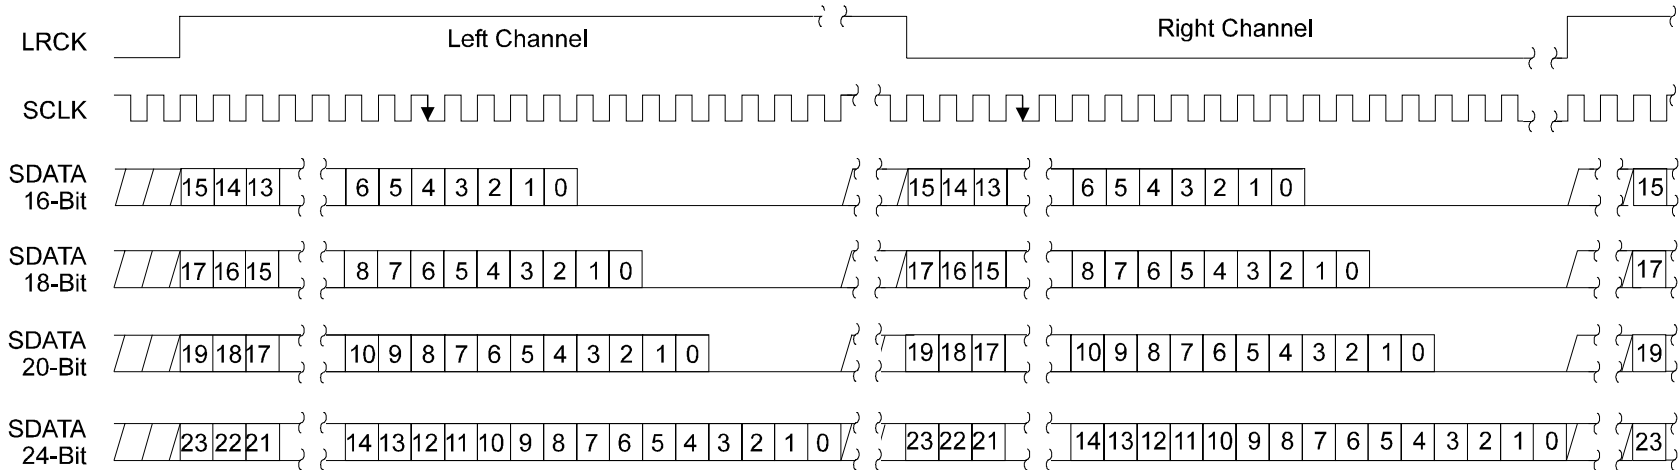 LRCK Left Channel Right Channel
SCLK
SDATA
16-Bit
15 14 13 6 5 4 3 2 1 0 15 14 13 6 5 4 3 2 1 0 15
SDATA
18-Bit
17 16 15 8 7 6 5 4 3 2 1 0 17 16 15 8 7 6 5 4 3 2 1 0 17
SDATA
20-Bit
19 18 17 10 9 8 7 6 5 4 3 2 1 0 19 18 17 10 9 8 7 6 5 4 3 2 1 0 19
SDATA
24-Bit
23 22 21 14 13 12 11 10 9 8 7 6 5 4 3 2 1 0 23 22 21 14 13 12 11 10 9 8 7 6 5 4 3 2 1 0 23